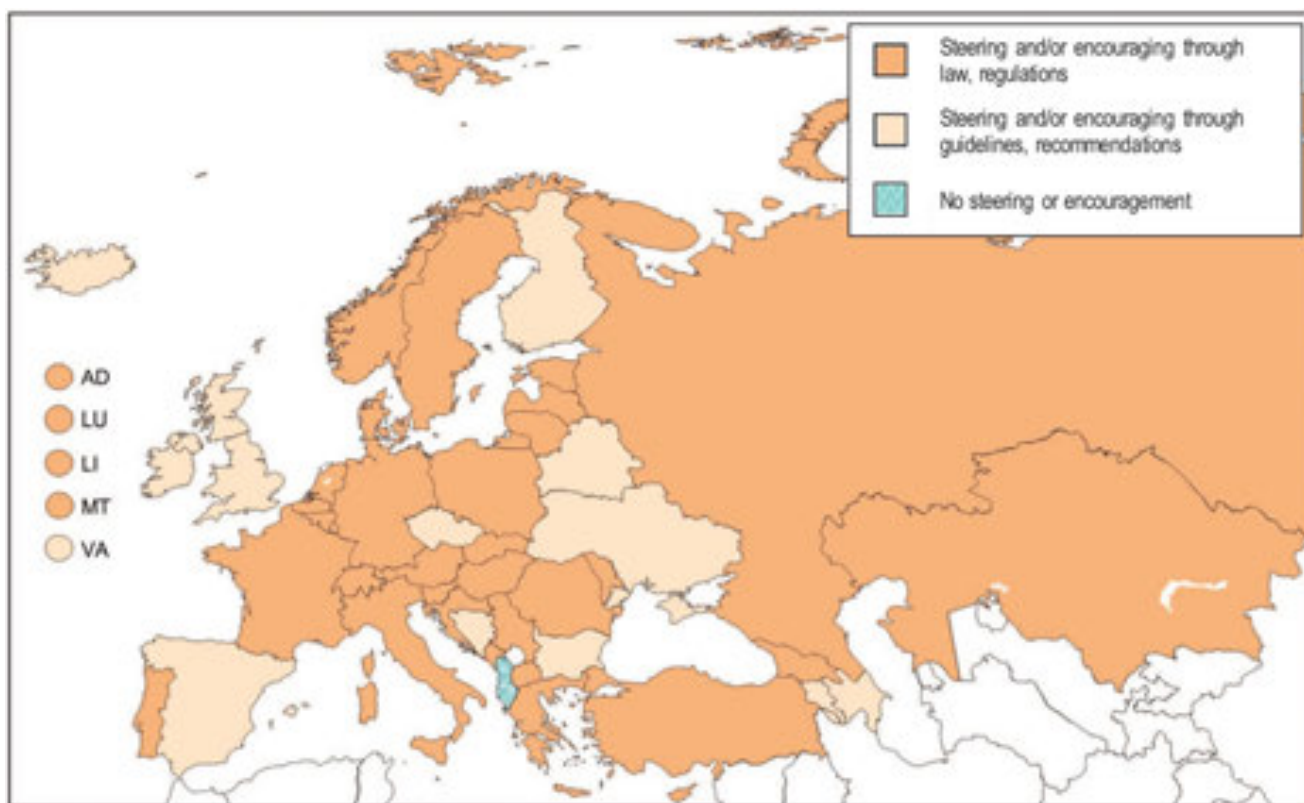 Steering and/or encouraging through
law, regulations
Steering and/or encouraging through
guidelines, recommendations
No steering or encouragement
AD
LU
LI
MT
VA